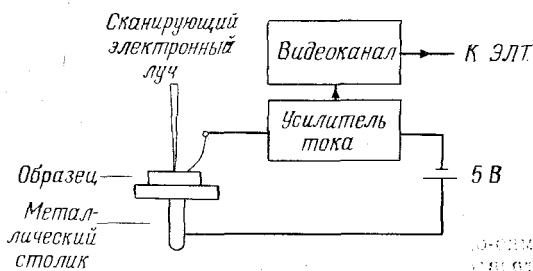 Сканирующий
электронный
луч
Видеоканал
К ЭЛТ
Усилитель
тока
Образец
5 В
Метал-
лический
столик